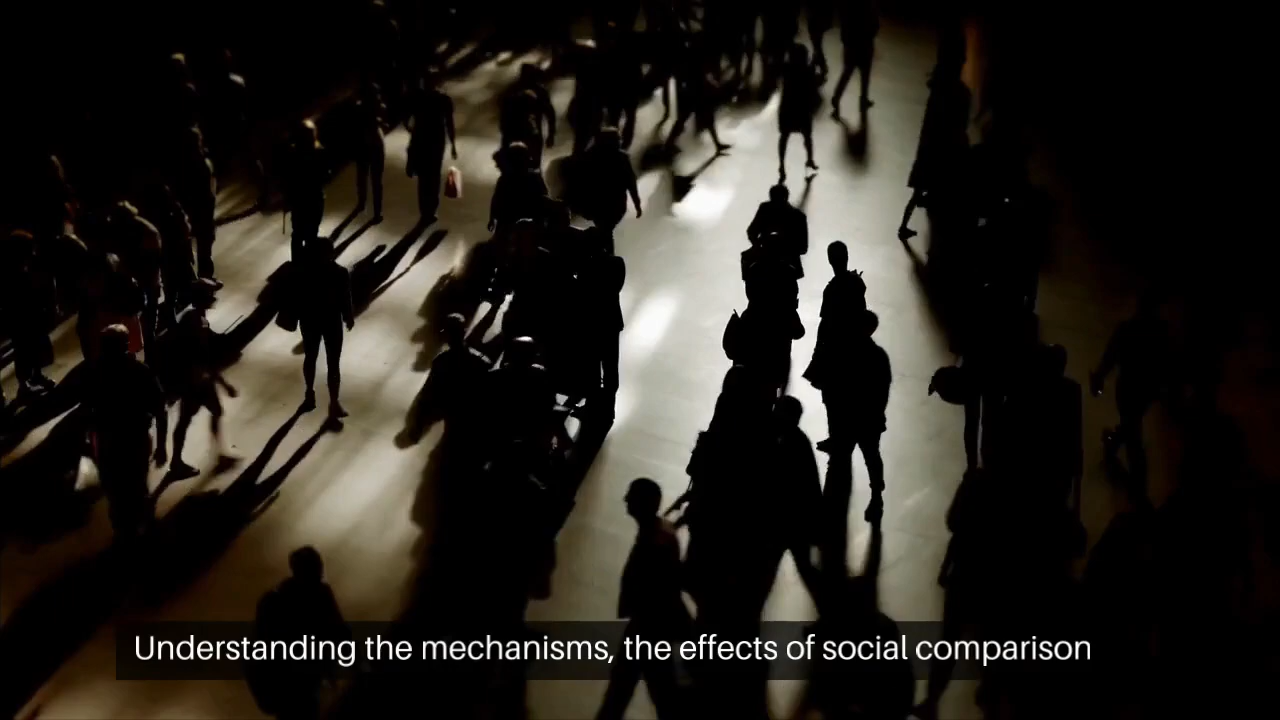 Understanding the mechanisms, the effects of social comparison